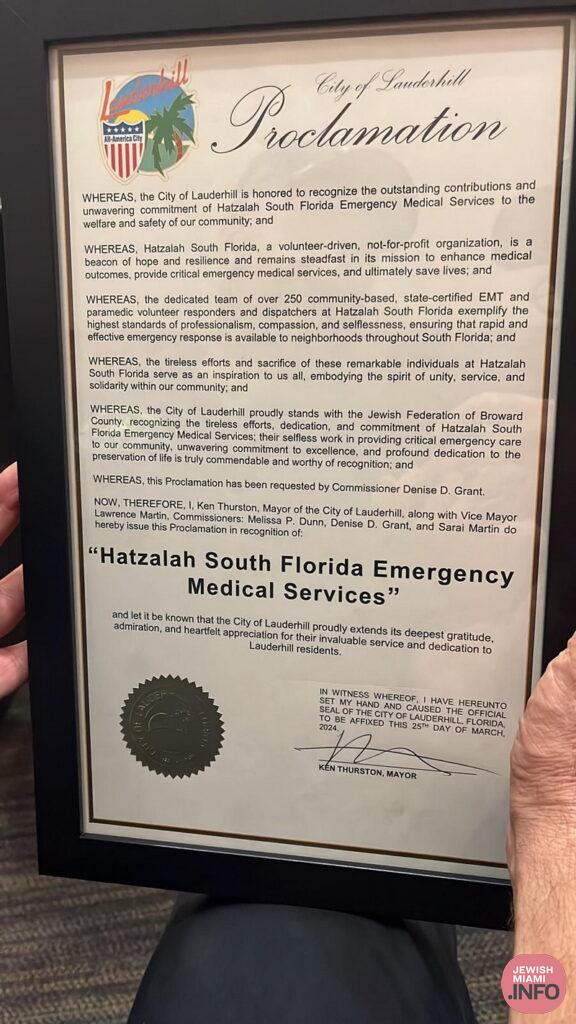 Lauderhill
All-America City
City of Lauderhill
Proclamation
WHEREAS, the City of Lauderhill is honored to recognize the outstanding contributions and
unwavering commitment of Hatzalah South Florida Emergency Medical Services to the
welfare and safety of our community; and
WHEREAS, Hatzalah South Florida, a volunteer-driven, not-for-profit organization, is a
beacon of hope and resilience and remains steadfast in its mission to enhance medical
outcomes, provide critical emergency medical services, and ultimately save lives; and
WHEREAS, the dedicated team of over 250 community-based, state-certified EMT and
paramedic volunteer responders and dispatchers at Hatzalah South Florida exemplify the
highest standards of professionalism, compassion, and selflessness, ensuring that rapid and
effective emergency response is available to neighborhoods throughout South Florida; and
WHEREAS, the tireless efforts and sacrifice of these remarkable individuals at Hatzalah
South Florida serve as an inspiration to us all, embodying the spirit of unity, service, and
solidarity within our community; and
WHEREAS, the City of Lauderhill proudly stands with the Jewish Federation of Broward
County, recognizing the tireless efforts, dedication, and commitment of Hatzalah South
Florida Emergency Medical Services; their selfless work in providing critical emergency care
to our community, unwavering commitment to excellence, and profound dedication to the
preservation of life is truly commendable and worthy of recognition; and
WHEREAS, this Proclamation has been requested by Commissioner Denise D. Grant.
NOW, THEREFORE, I, Ken Thurston, Mayor of the City of Lauderhill, along with Vice Mayor
Lawrence Martin, Commissioners: Melissa P. Dunn, Denise D. Grant, and Sarai Martin do
hereby issue this Proclamation in recognition of:
“Hatzalah South Florida Emergency
Medical Services”
and let it be known that the City of Lauderhill proudly extends its deepest gratitude,
admiration, and heartfelt appreciation for their invaluable service and dedication to
Lauderhill residents.
IN WITNESS WHEREOF, I HAVE HEREUNTO
SET MY HAND AND CAUSED THE OFFICIAL
SEAL OF THE CITY OF LAUDERHILL, FLORIDA,
TO BE AFFIXED THIS 25TH DAY OF MARCH,
2024.
KEN THURSTON, MAYOR
JEWISH
MIAMI
.INFO